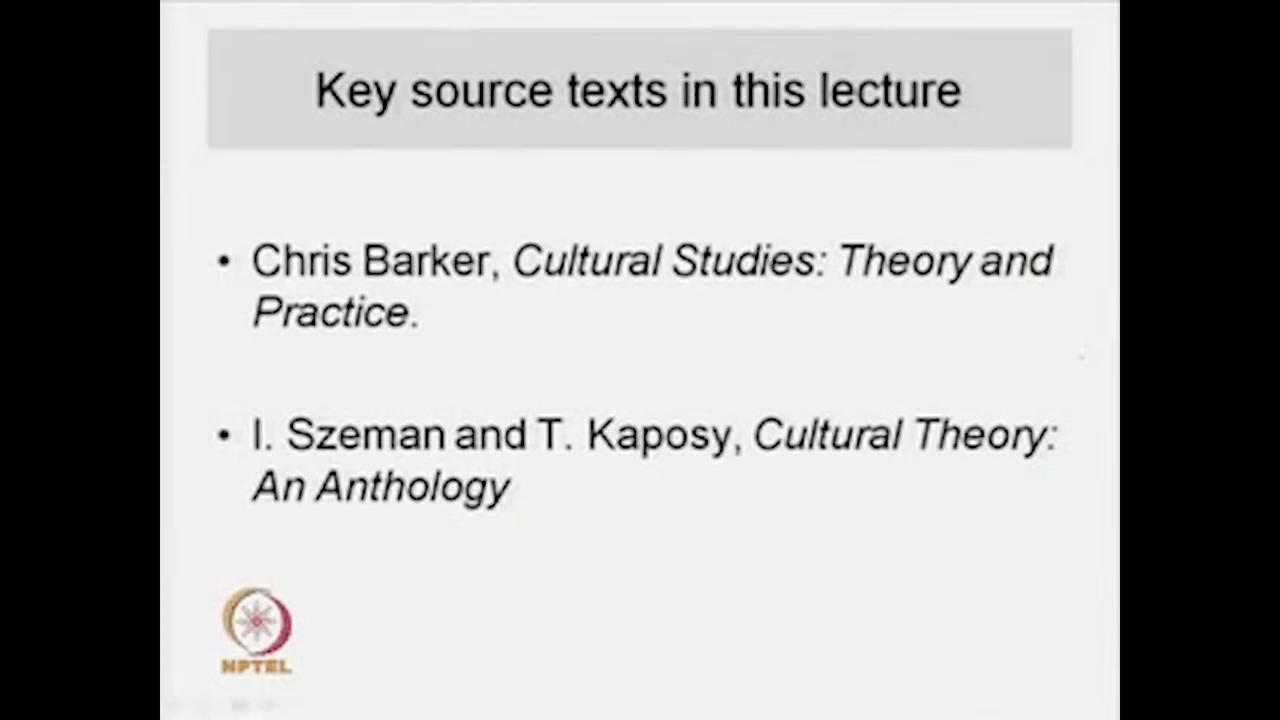 Key source texts in this lecture
• Chris Barker, Cultural Studies: Theory and
Practice.
• I. Szeman and T. Kaposy, Cultural Theory:
An Anthology
NPTEL